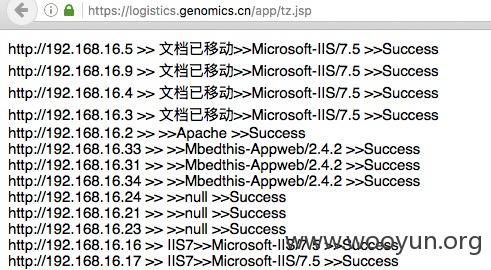 https://logistics.genomics.cn/app/tz.jsp
http://192.168.16.5 >> 文档已移动>>Microsoft-IIS/7.5 >>Success
http://192.168.16.9 >> 文档已移动>>Microsoft-IIS/7.5 >>Success
http://192.168.16.4 >> 文档已移动>>Microsoft-IIS/7.5 >>Success
http://192.168.16.3 >> 文档已移动>>Microsoft-IIS/7.5 >>Success
http://192.168.16.2 >> >>Apache >>Success
http://192.168.16.33 >> >>Mbedthis-Appweb/2.4.2 >>Success
http://192.168.16.31 >> >>Mbedthis-Appweb/2.4.2 >>Success
http://192.168.16.34 >> >>Mbedthis-Appweb/2.4.2 >>Success
http://192.168.16.24 >> >>null >>Success
http://192.168.16.21 >> >>null >>Success
http://192.168.16.23 >> >>null >>Success
http://192.168.16.16 >> IIS7>>Microsoft-IIS/7.5 >>Success
http://192.168.16.17 >> IIS7>>Microsoft-IIS/7.5 >>Success
www.wooyun.org